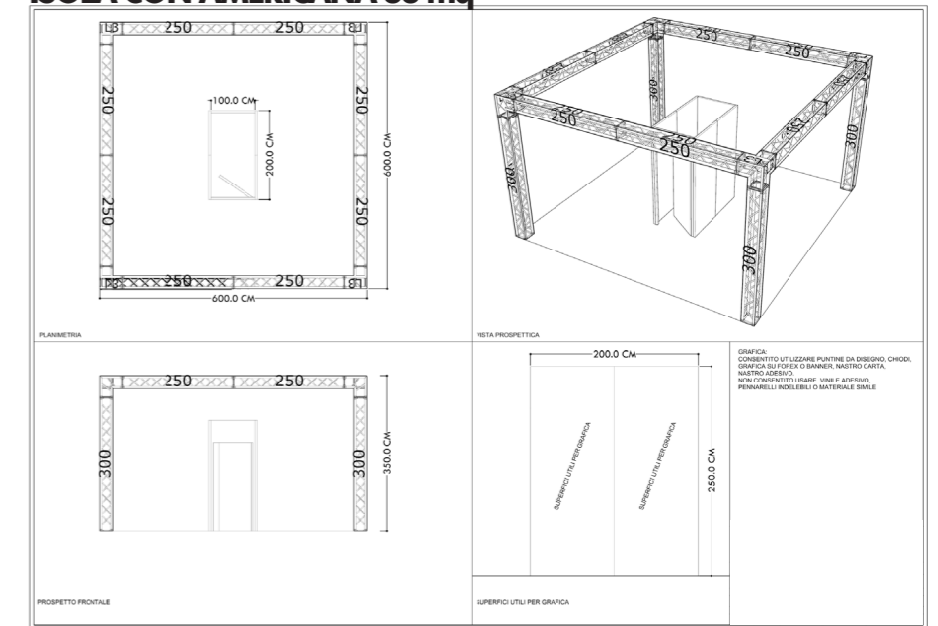 ISOLA CON AMERICANA
250
250
250
250
100.0 CM
200.0 CM
600.0 CM
250
250
250
250
600.0 CM
PLANIMETRIA
250
250
300
250
250
250
300
300
300
VISTA PROSPETTICA
250
250
300
300
350.0 CM
PROSPETTO FRONTALE
200.0 CM
SUPERFICI UTILI PER GRAFICA
SUPERFICI UTILI PER GRAFICA
250.0 CM
SUPERFICI UTILI PER GRAFICA
GRAFICA:
CONSENTITO UTLIZZARE PUNTINE DA DISEGNO, CHIODI,
GRAFICA SU FOREX O BANNER, NASTRO CARTA,
NASTRO ADESIVO.
NON CONSENTITO USARE VINILE ADESIVO,
PENNARELLI INDELEBILI O MATERIALE SIMILE